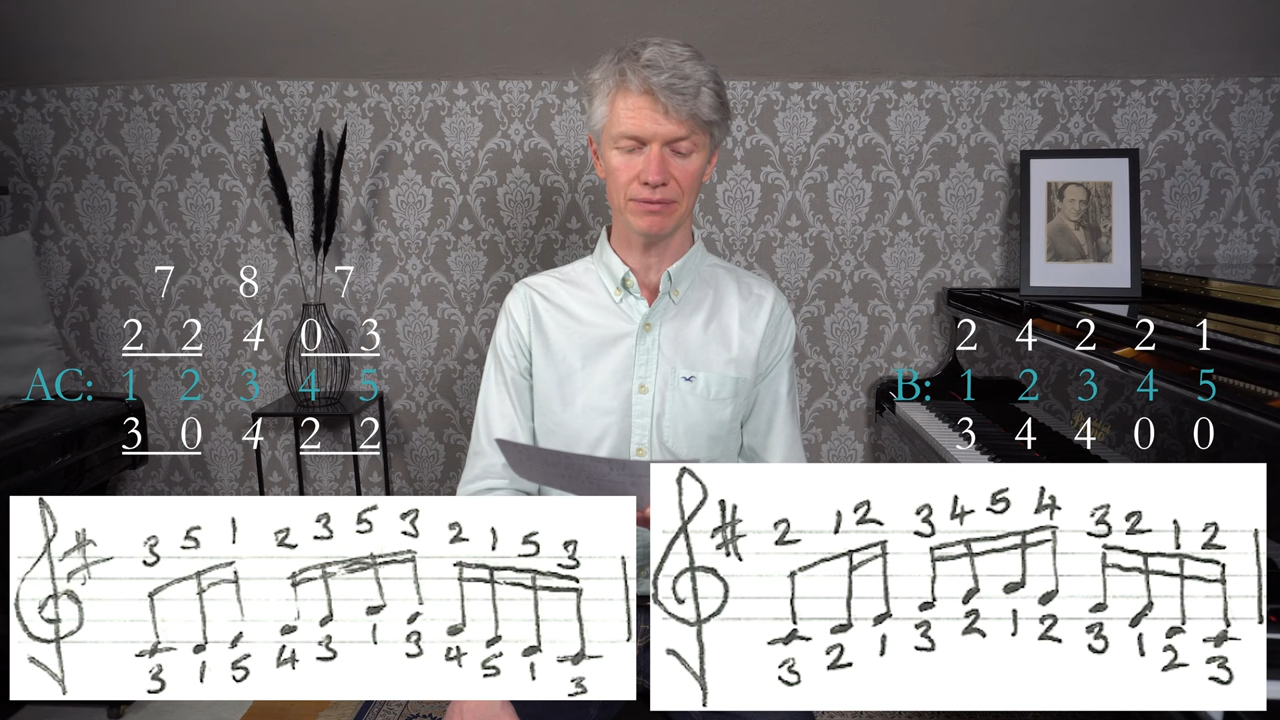 7 8 7
2 2 4 0 3
AC: 1 2 3 4 5
3 0 4 2 2
2 4 2 2 1
B: 1 2 3 4 5
3 4 4 0 0
3 5 1 2 3 5 3 2 1 5 3
3 1 5 4 3 1 3 4 5 1 3
2 1 2 3 4 5 4 3 2 1 2
3 2 1 3 2 1 2 3 1 2 3